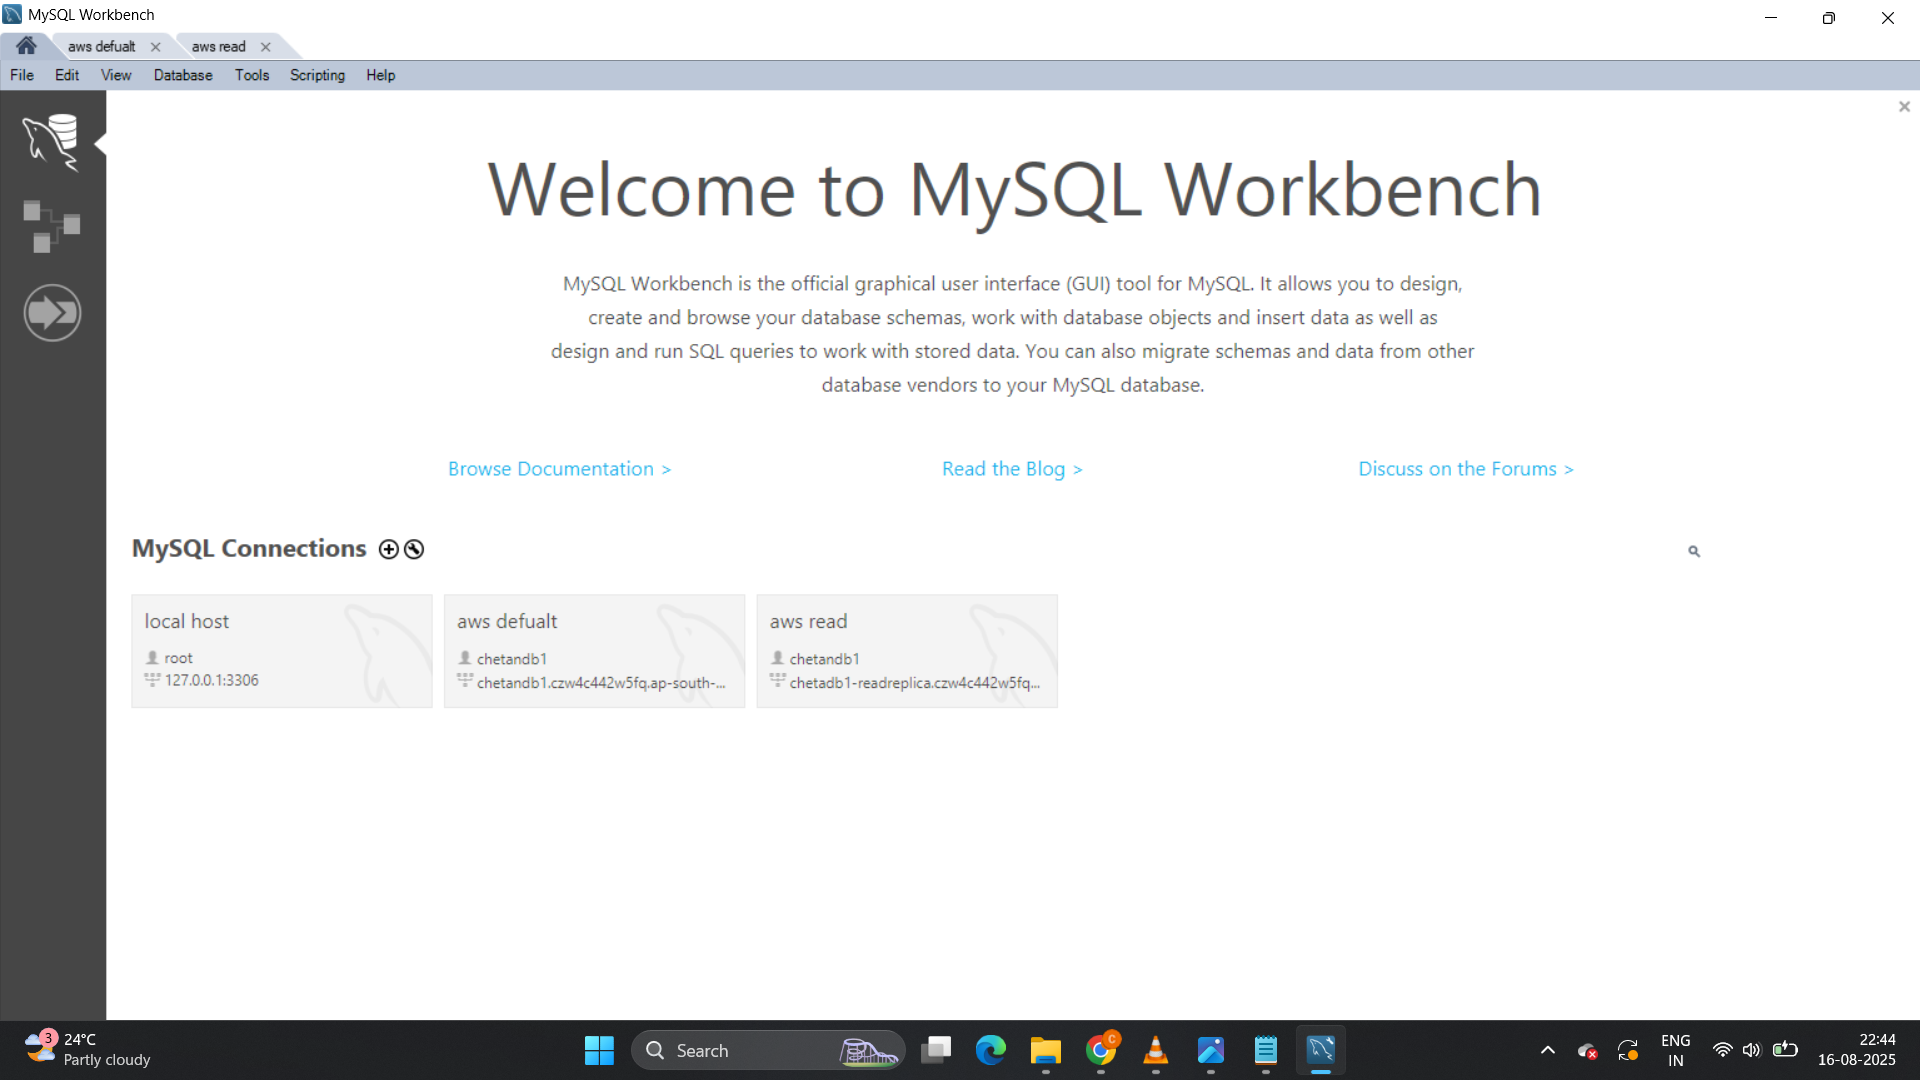 MySQL Workbench
aws defualt
aws read
File Edit View Database Tools Scripting Help
Welcome to MySQL Workbench
MySQL Workbench is the official graphical user interface (GUI) tool for MySQL. It allows you to design,
create and browse your database schemas, work with database objects and insert data as well as
design and run SQL queries to work with stored data. You can also migrate schemas and data from other
database vendors to your MySQL database.
Browse Documentation >
Read the Blog >
Discuss on the Forums >
MySQL Connections
local host
root
127.0.0.1:3306
aws defualt
chetandb1
chetandb1.czw4c442w5fq.ap-south-...
aws read
chetandb1
chetadb1-readreplica.czw4c442w5fq...
3
24°C
Partly cloudy
Search
C
ENG
IN
22:44
16-08-2025